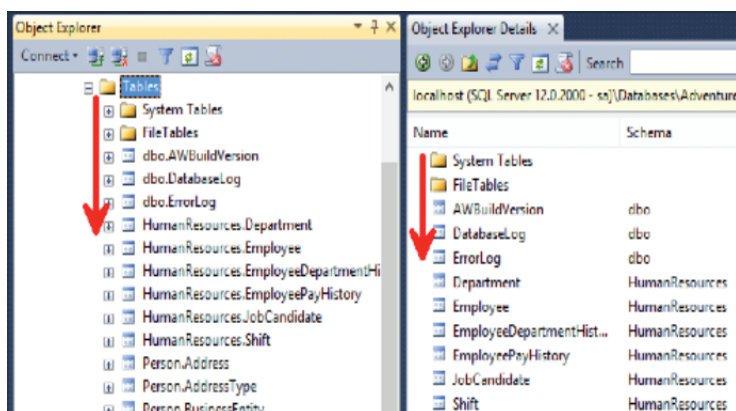 Object Explorer
Connect
Tables
System Tables
FileTables
dbo.AWBuildVersion
dbo.DatabaseLog
dbo.ErrorLog
HumanResources.Department
HumanResources.Employee
HumanResources.EmployeeDepartmentHi
HumanResources.EmployeePayHistory
HumanResources.JobCandidate
HumanResources.Shift
Person.Address
Person.AddressType
Person.BusinessEntity
Object Explorer Details
Search
localhost (SQL Server 12.0.2000 - sa)\Databases\Adventure
Name Schema
System Tables
FileTables
AWBuildVersion dbo
DatabaseLog dbo
ErrorLog dbo
Department HumanResources
Employee HumanResources
EmployeeDepartmentHist... HumanResources
EmployeePayHistory HumanResources
JobCandidate HumanResources
Shift HumanResources